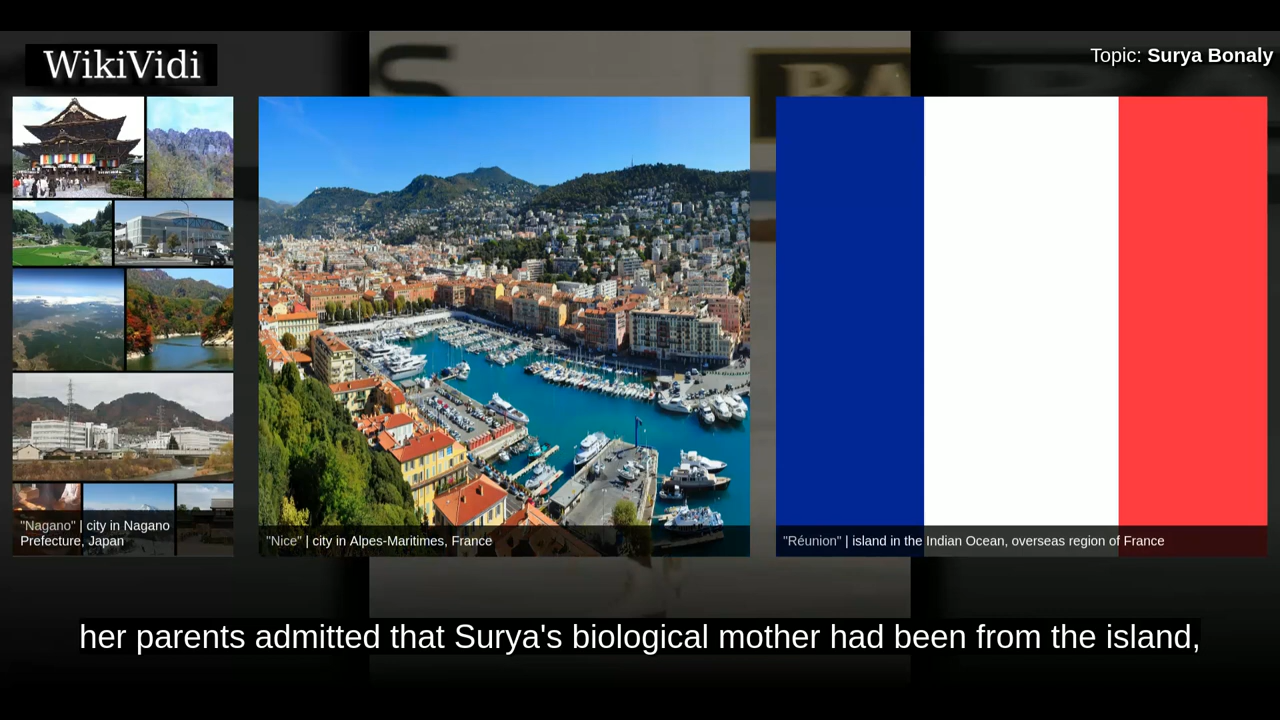 WikiVidi
Topic: Surya Bonaly
"Nagano" | city in Nagano
Prefecture, Japan
"Nice" | city in Alpes-Maritimes, France
"Réunion" | island in the Indian Ocean, overseas region of France
her parents admitted that Surya's biological mother had been from the island,